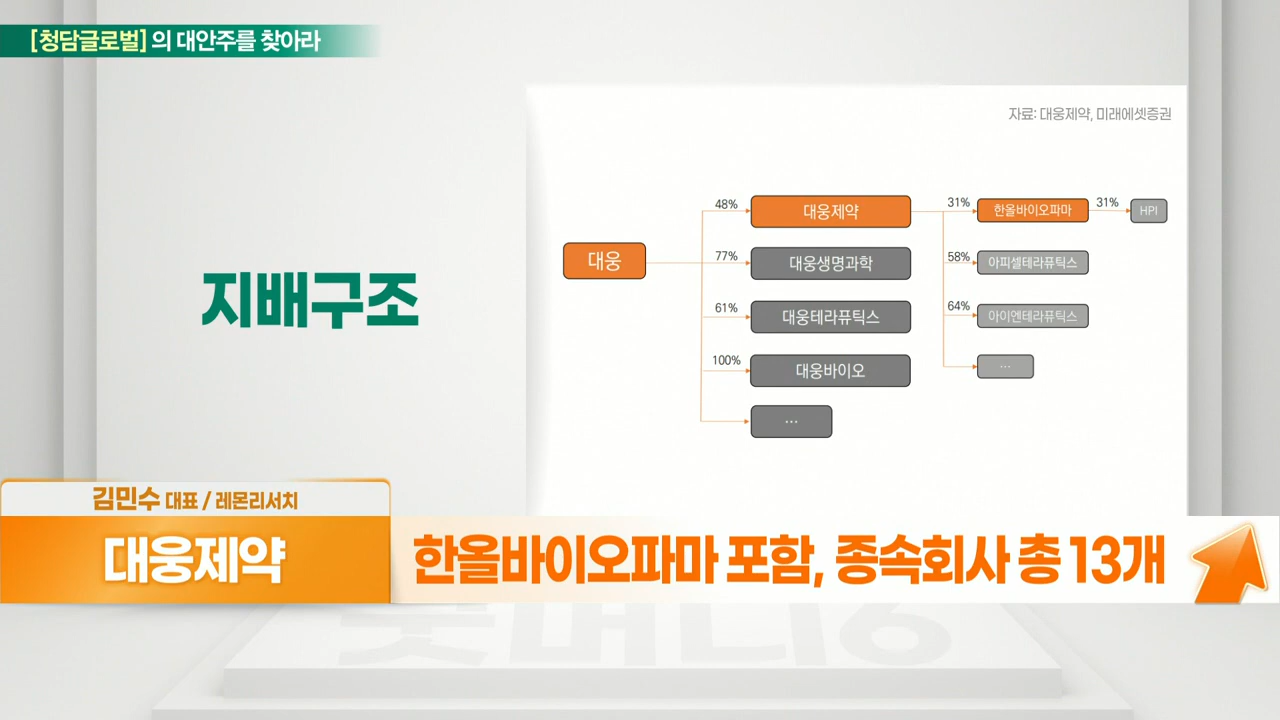 [청담글로벌] 의 대안주를 찾아라
자료: 대웅제약, 미래에셋증권
지배구조
대웅
48%
대웅제약
77%
대웅생명과학
61%
대웅테라퓨틱스
100%
대웅바이오
...
31%
한올바이오파마
31%
HPI
58%
아피셀테라퓨틱스
64%
아이엔테라퓨틱스
...
김민수 대표 / 레몬리서치
대웅제약
한올바이오파마 포함, 종속회사 총 13개